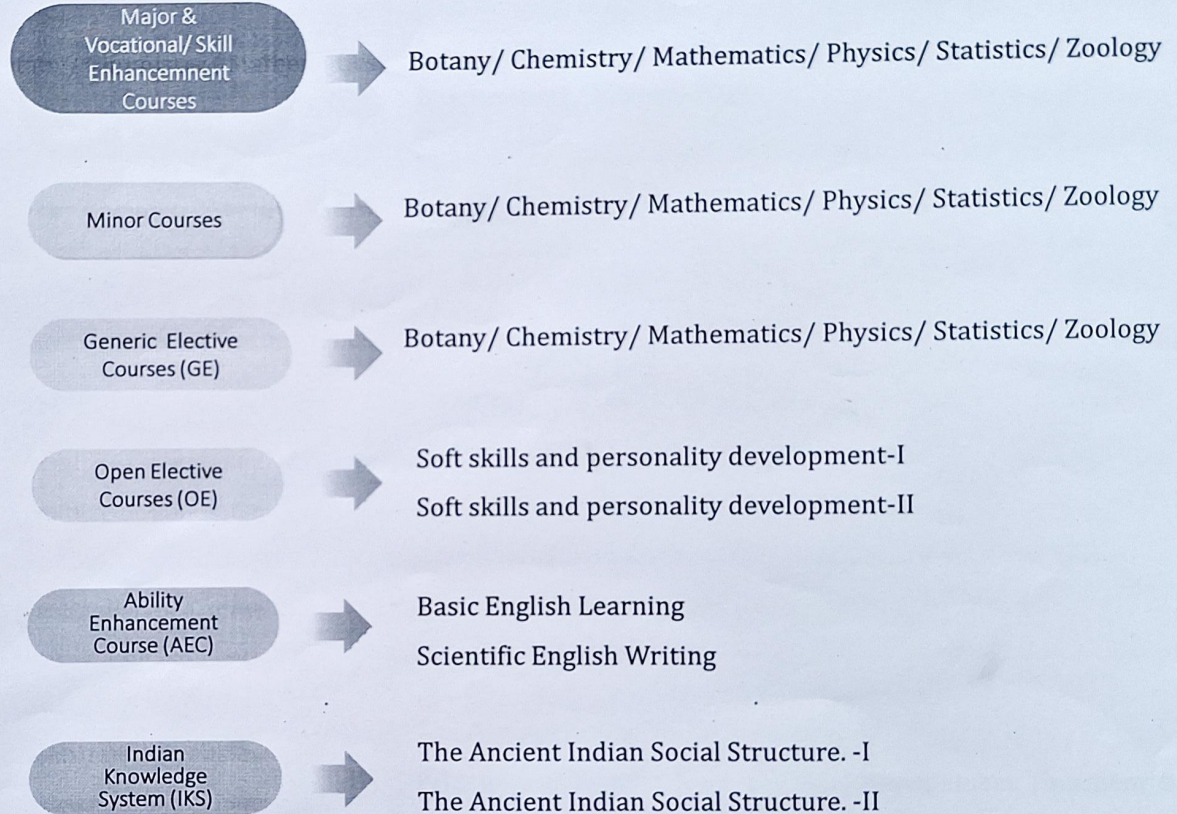 Major &
Vocational/ Skill
Enhancemnent
Courses
Botany/ Chemistry/ Mathematics/ Physics/ Statistics/ Zoology
Minor Courses
Botany/ Chemistry/ Mathematics/ Physics/ Statistics/ Zoology
Generic Elective
Courses (GE)
Botany/ Chemistry/ Mathematics/ Physics/ Statistics/ Zoology
Open Elective
Courses (OE)
Soft skills and personality development-I
Soft skills and personality development-II
Ability
Enhancement
Course (AEC)
Basic English Learning
Scientific English Writing
Indian
Knowledge
System (IKS)
The Ancient Indian Social Structure. -I
The Ancient Indian Social Structure. -II